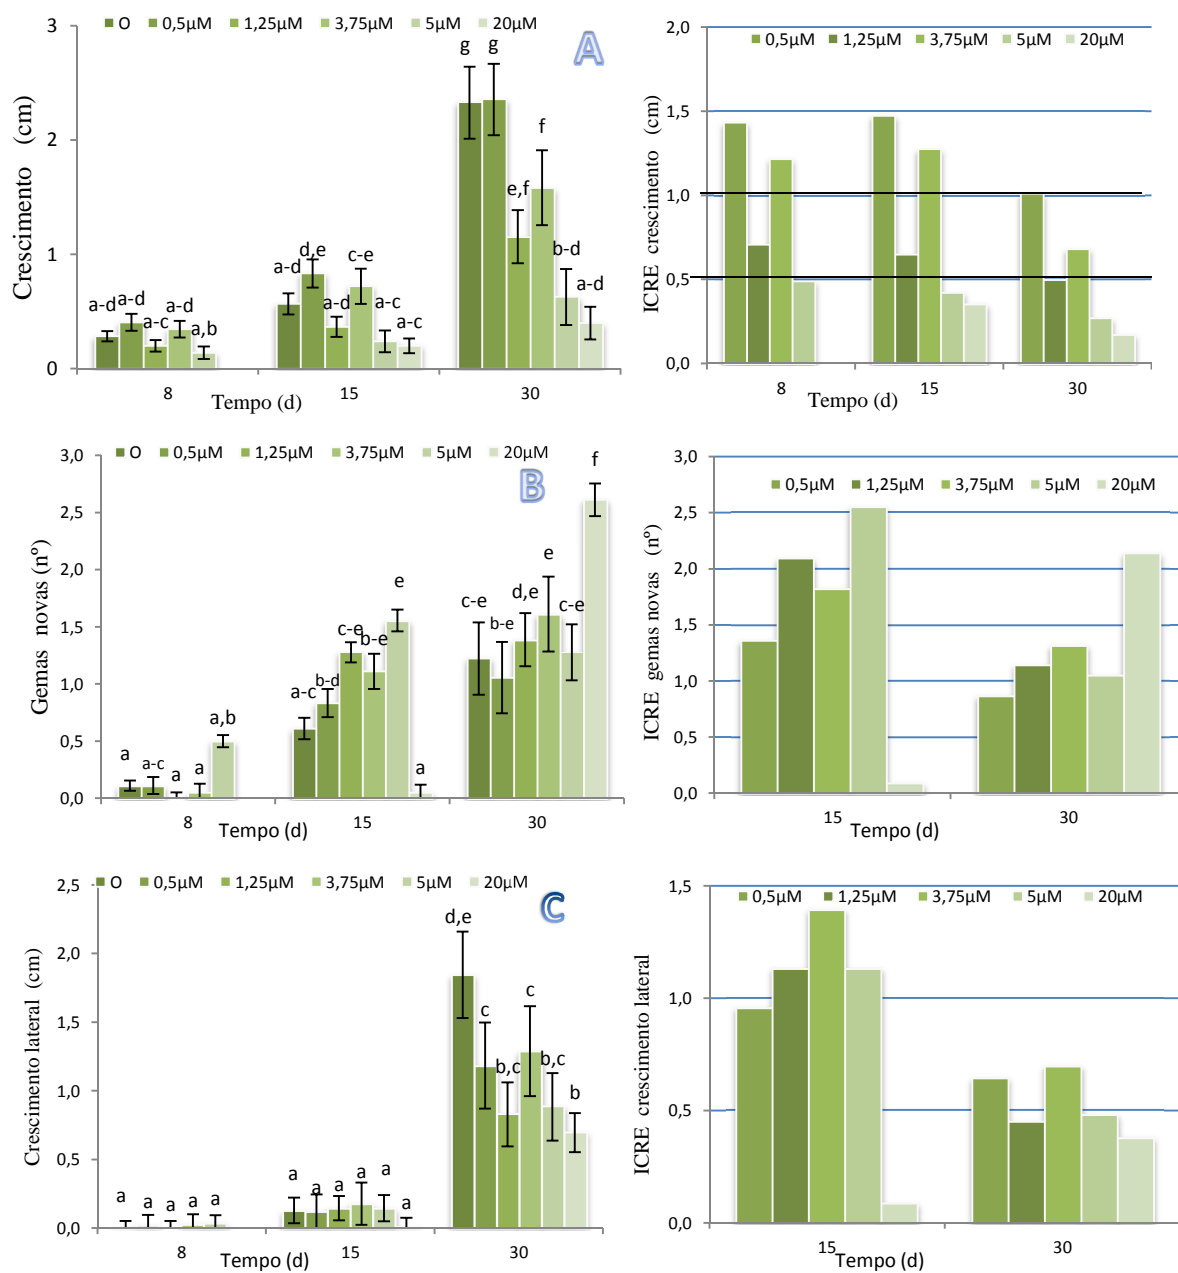 3
O 0,5µM 1,25µM 3,75µM 5µM 20µM
A
g g
f
2
e,f
Crescimento (cm)
d,e
c-e
b-d
1
a-d
a-d
a-d
a-d
a-d
a-d
a-c
a-c
a-c
a,b
0
8 15 30
Tempo (d)
2,0
0,5µM 1,25µM 3,75µM 5µM 20µM
1,5
ICRE crescimento (cm)
1,0
0,5
0,0
8 15 30
Tempo (d)
3,0
O 0,5µM 1,25µM 3,75µM 5µM 20µM
f
B
2,5
Gemas novas (nº)
2,0
e
e
d,e
c-e
c-e
c-e
b-e
b-e
1,5
1,0
a-c
b-d
a,b
0,5
a
a-c
a
a
a
0,0
8 15 30
Tempo (d)
3,0
0,5µM 1,25µM 3,75µM 5µM 20µM
2,5
ICRE gemas novas (nº)
2,0
1,5
1,0
0,5
0,0
15 30
Tempo (d)
2,5
O 0,5µM 1,25µM 3,75µM 5µM 20µM
d,e
C
2,0
Crescimento lateral (cm)
c
c
1,5
b,c
b,c
b
1,0
0,5
a a a a a
a a a a a a
0,0
8 15 30
Tempo (d)
1,5
0,5µM 1,25µM 3,75µM 5µM 20µM
ICRE crescimento lateral
1,0
0,5
0,0
15 30
Tempo (d)